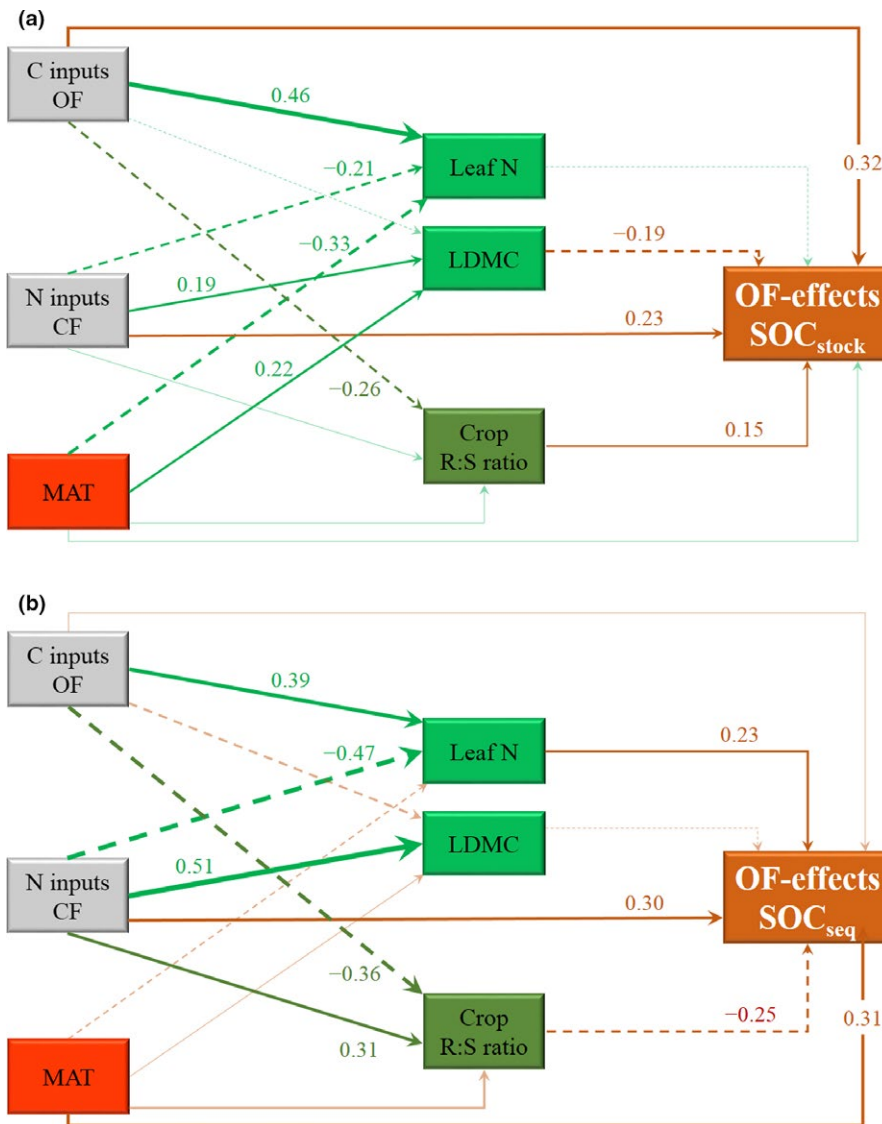 (a)
C inputs
OF
0.46
0.32
−0.21
Leaf N
−0.33
LDMC
−0.19
N inputs
CF
0.19
0.23
OF-effects
SOCstock
0.22
−0.26
Crop
R:S ratio
0.15
MAT
(b)
C inputs
OF
0.39
−0.47
Leaf N
0.23
LDMC
N inputs
CF
0.51
0.30
OF-effects
SOCseq
−0.36
0.31
Crop
R:S ratio
−0.25
0.31
MAT